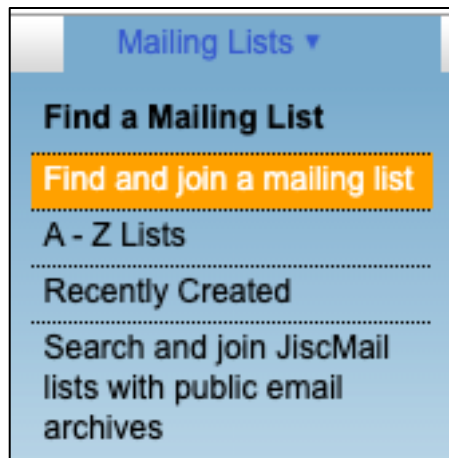 Mailing Lists ▼
Find a Mailing List
Find and join a mailing list
A - Z Lists
Recently Created
Search and join JiscMail
lists with public email
archives